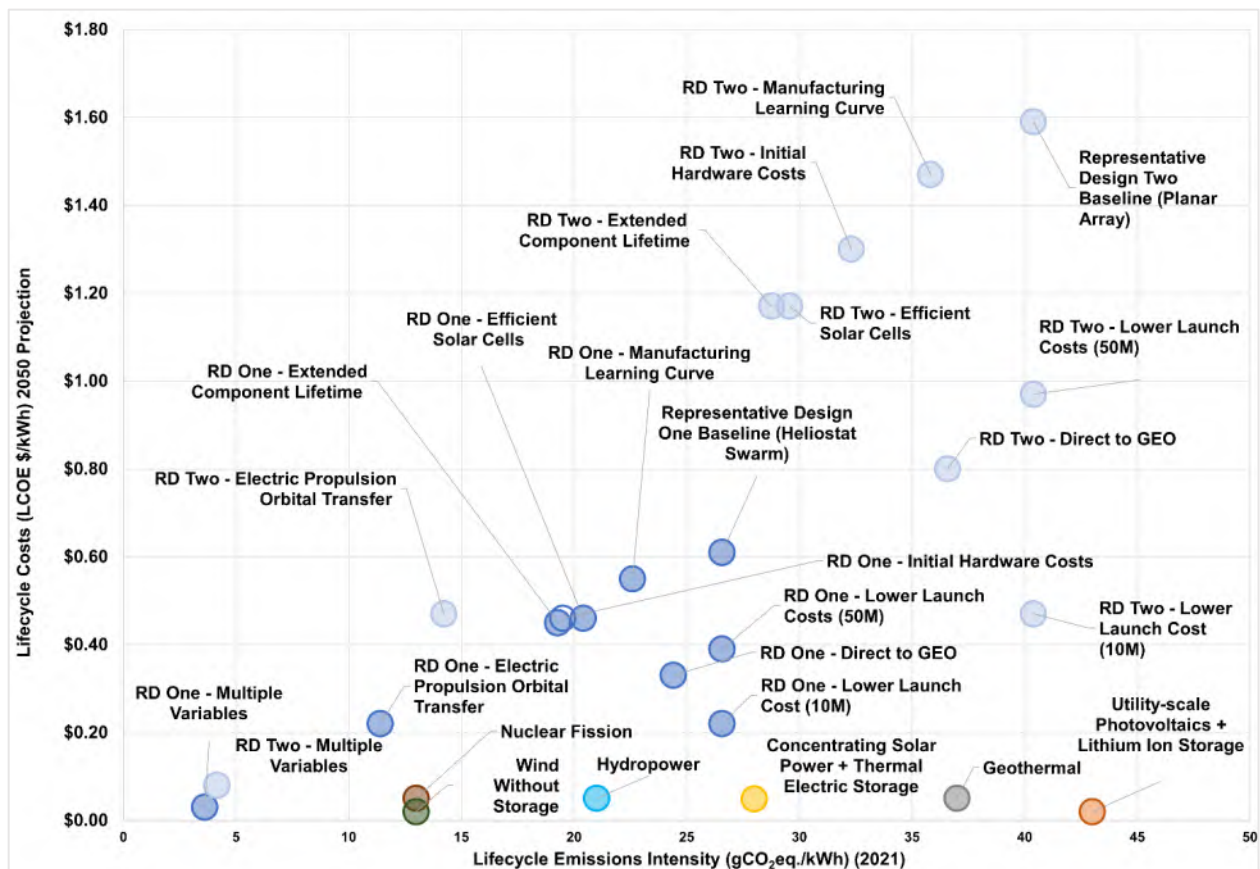 $1.80
$1.60
$1.40
$1.20
$1.00
$0.80
$0.60
$0.40
$0.20
$0.00
Lifecycle Costs (LCOE $/kWh) 2050 Projection
RD Two - Manufacturing
Learning Curve
RD Two - Initial
Hardware Costs
Representative
Design Two
Baseline (Planar
Array)
RD Two - Extended
Component Lifetime
RD One - Efficient
Solar Cells
RD Two - Efficient
Solar Cells
RD Two - Lower Launch
Costs (50M)
RD One - Manufacturing
Learning Curve
RD One - Extended
Component Lifetime
Representative Design
One Baseline (Heliostat
Swarm)
RD Two - Direct to GEO
RD Two - Electric Propulsion
Orbital Transfer
RD One - Initial Hardware Costs
RD One - Lower Launch
Costs (50M)
RD Two - Lower
Launch Cost
(10M)
RD One - Direct to GEO
RD One - Electric
Propulsion Orbital
Transfer
RD One - Lower Launch
Cost (10M)
RD One - Multiple
Variables
RD Two - Multiple
Variables
Nuclear Fission
Wind
Without
Storage
Hydropower
Concentrating Solar
Power + Thermal
Electric Storage
Geothermal
Utility-scale
Photovoltaics +
Lithium Ion Storage
0 5 10 15 20 25 30 35 40 45 50
Lifecycle Emissions Intensity (gCO₂eq./kWh) (2021)